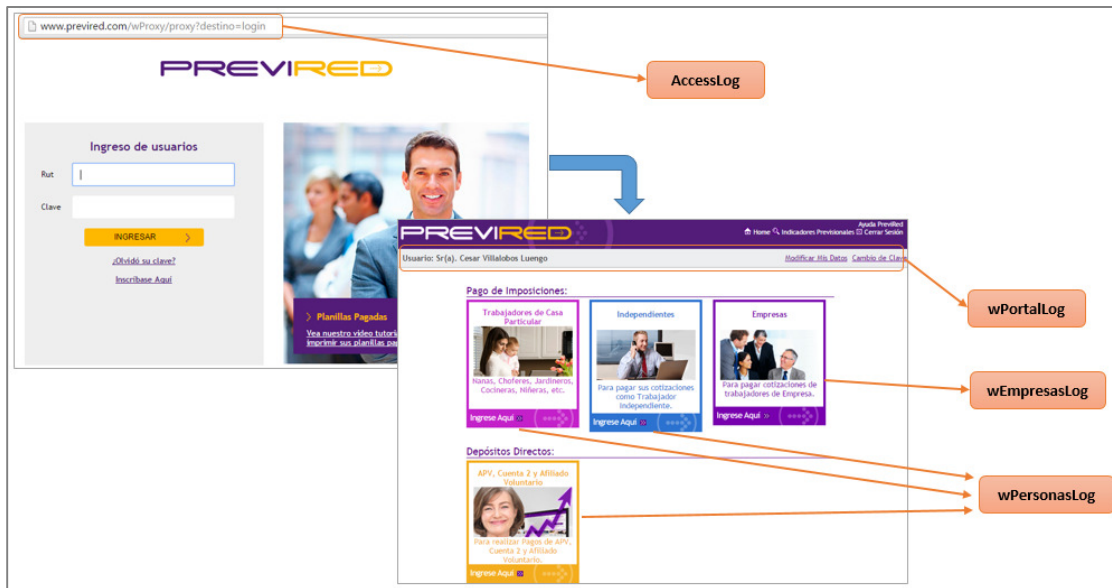 www.previred.com/wProxy/proxy?destino=login
PREVIRED
Ingreso de usuarios
Rut
Clave
INGRESAR >
¿Olvidó su clave?
Inscríbase Aquí
> Planillas Pagadas
Vea nuestro video tutoria
imprimir sus planillas pag
AccessLog
PREVIRED
Ayuda PreviRed
Home Indicadores Previsionales Cerrar Sesión
Usuario: Sr(a). Cesar Villalobos Luengo
Modificar Mis Datos Cambio de Clave
wPortalLog
Pago de Imposiciones:
Trabajadores de Casa
Particular
Nanas, Choferes, Jardineros,
Cocineras, Niñeras, etc.
Ingrese Aquí
Independientes
Para pagar sus cotizaciones
como Trabajador
Independiente.
Ingrese Aquí
Empresas
Para pagar cotizaciones de
trabajadores de Empresa.
Ingrese Aquí »
wEmpresasLog
Depósitos Directos:
APV, Cuenta 2 y Afiliado
Voluntario
Para realizar Pagos de APV,
Cuenta 2 y Afiliado
Voluntario.
Ingrese Aquí
wPersonasLog